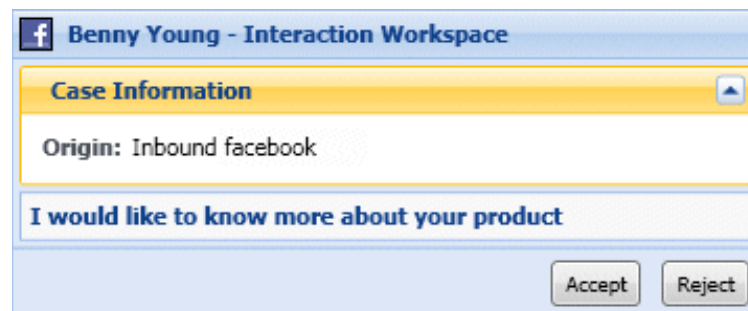 Benny Young - Interaction Workspace
Case Information
Origin: Inbound facebook
I would like to know more about your product
Accept Reject